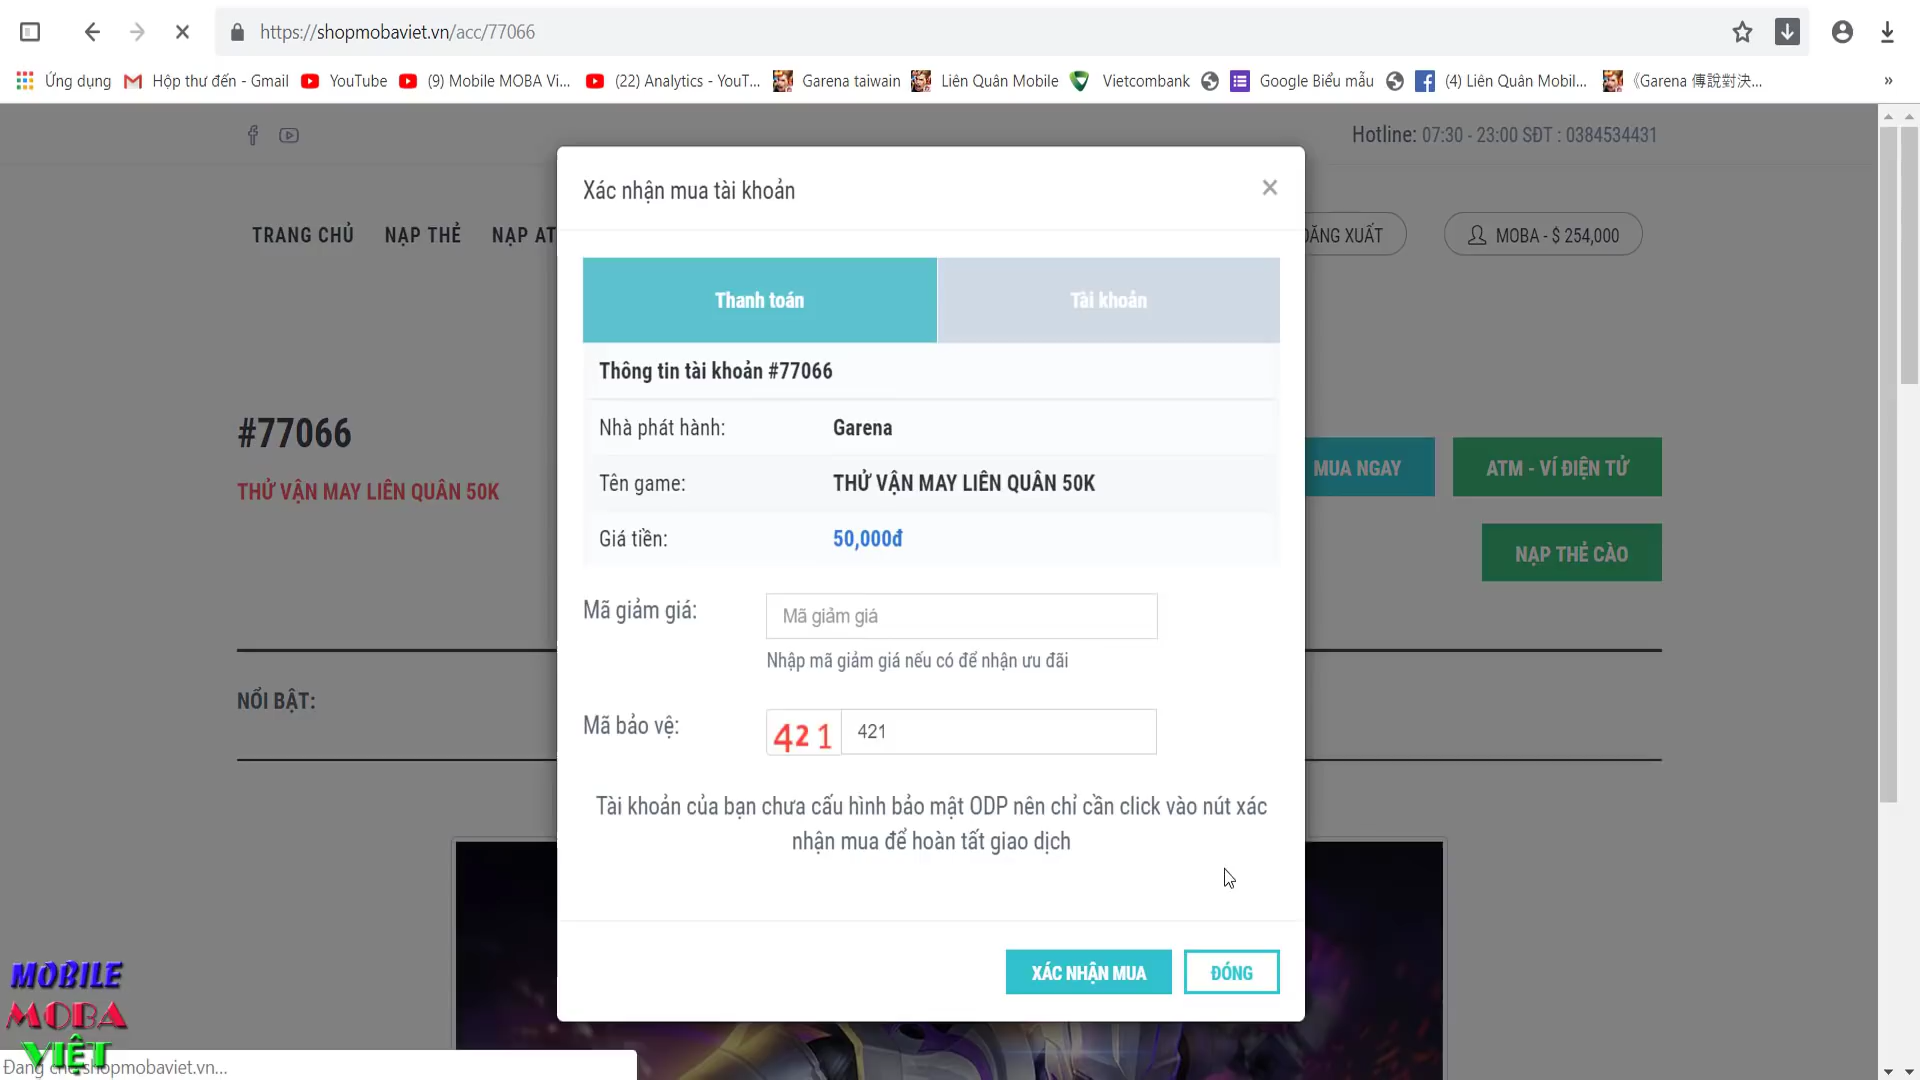 https://shopmobaviet.vn/acc/77066
Ứng dụng
Hộp thư đến - Gmail
YouTube
(9) Mobile MOBA Vi...
(22) Analytics - YouT...
Garena taiwain
Liên Quân Mobile
Vietcombank
Google Biểu mẫu
(4) Liên Quân Mobil...
《Garena 傳說對決...
»
Hotline: 07:30 - 23:00 SĐT : 0384534431
Xác nhận mua tài khoản
×
TRANG CHỦ
NẠP THẺ
NẠP AT
ĐĂNG XUẤT
MOBA - $ 254,000
Thanh toán
Tài khoản
Thông tin tài khoản #77066
Nhà phát hành:
Garena
Tên game:
THỬ VẬN MAY LIÊN QUÂN 50K
Giá tiền:
50,000đ
#77066
THỬ VẬN MAY LIÊN QUÂN 50K
MUA NGAY
ATM - VÍ ĐIỆN TỬ
NẠP THẺ CÀO
Mã giảm giá:
Mã giảm giá
Nhập mã giảm giá nếu có để nhận ưu đãi
NỔI BẬT:
Mã bảo vệ:
421
421
Tài khoản của bạn chưa cấu hình bảo mật ODP nên chỉ cần click vào nút xác
nhận mua để hoàn tất giao dịch
XÁC NHẬN MUA
ĐÓNG
MOBILE
MOBA
VIỆT
Đang chờ shopmobaviet.vn...